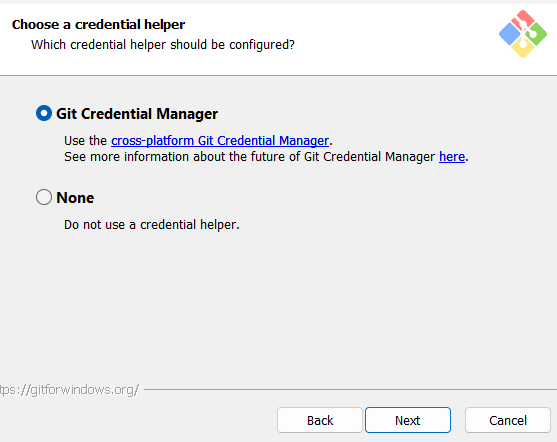 Choose a credential helper
Which credential helper should be configured?
Git Credential Manager
Use the cross-platform Git Credential Manager.
See more information about the future of Git Credential Manager here.
None
Do not use a credential helper.
tps://gitforwindows.org/
Back
Next
Cancel